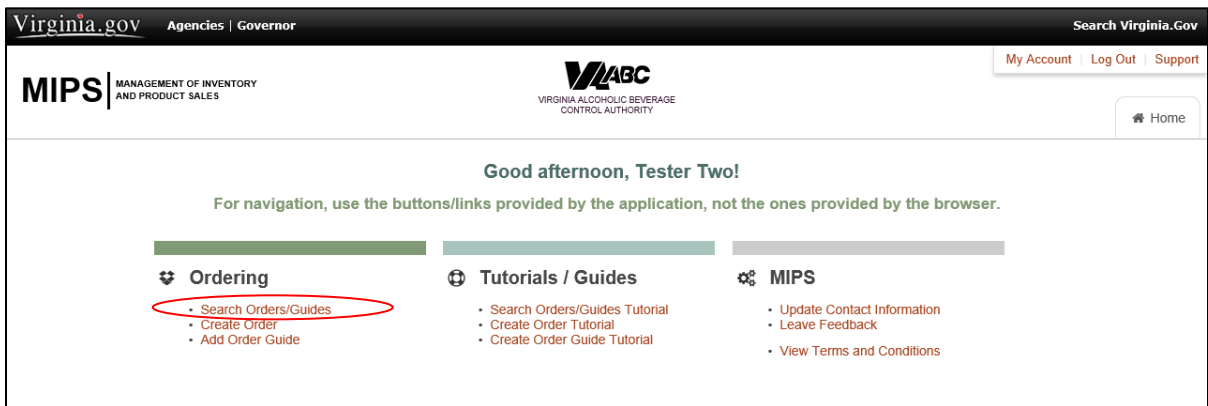 Virginia.gov Agencies | Governor Search Virginia.Gov
My Account Log Out Support
MIPS MANAGEMENT OF INVENTORY
AND PRODUCT SALES
ABC
VIRGINIA ALCOHOLIC BEVERAGE
CONTROL AUTHORITY
Home
Good afternoon, Tester Two!
For navigation, use the buttons/links provided by the application, not the ones provided by the browser.
Ordering
• Search Orders/Guides
• Create Order
• Add Order Guide
Tutorials / Guides
• Search Orders/Guides Tutorial
• Create Order Tutorial
• Create Order Guide Tutorial
MIPS
• Update Contact Information
• Leave Feedback
• View Terms and Conditions